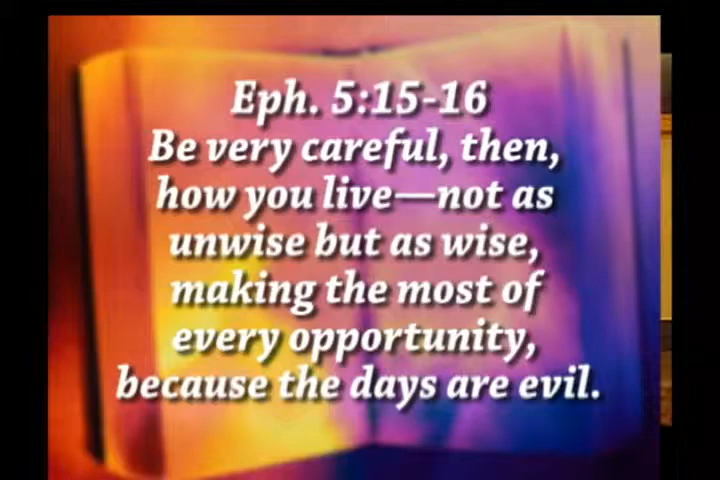 Eph. 5:15-16
Be very careful, then,
how you live—not as
unwise but as wise,
making the most of
every opportunity,
because the days are evil.